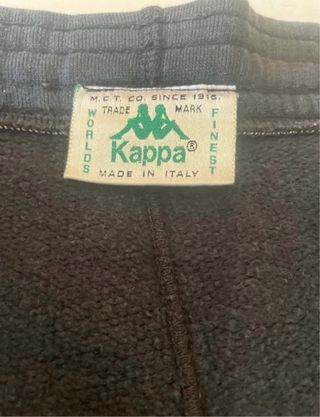 M.C.T. CO. SINCE 1916.
TRADE MARK
WORLDS
FINEST
Kappa®
MADE IN ITALY